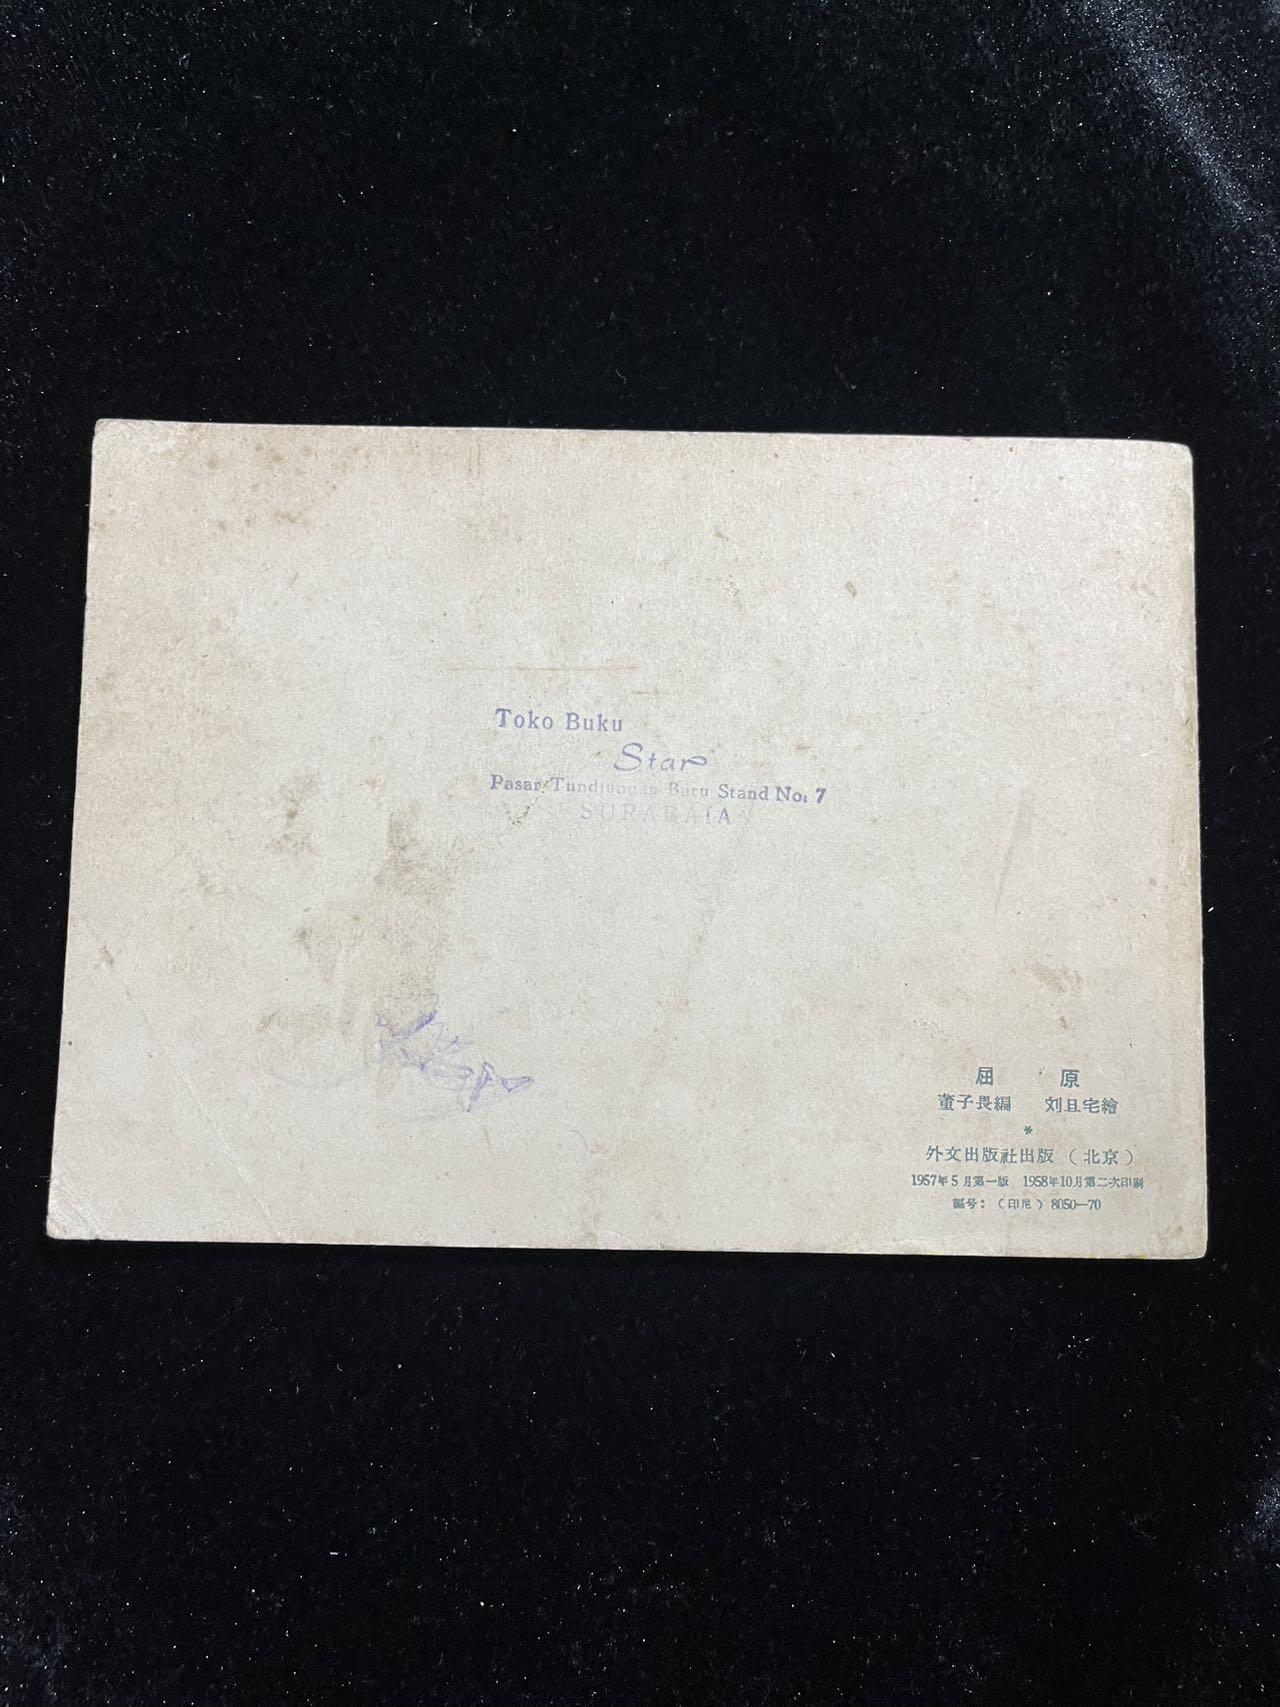 Toko Buku
Star
Pasar Tundjungan Baru Stand No. 7
SURABAIA
屈 原
董子畏編 刘旦宅繪
*
外文出版社出版（北京）
1957年5月第一版 1958年10月第二次印刷
編号：（印尼）8050—70